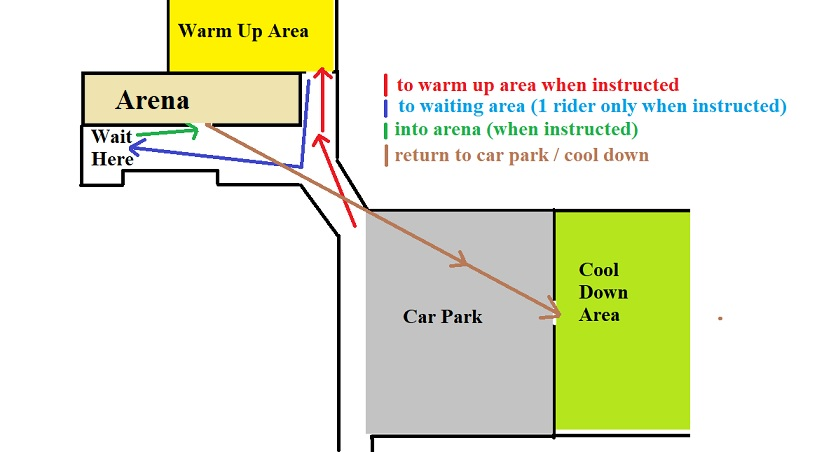 Warm Up Area
Arena
Wait
Here
to warm up area when instructed
to waiting area (1 rider only when instructed)
into arena (when instructed)
return to car park / cool down
Car Park
Cool
Down
Area